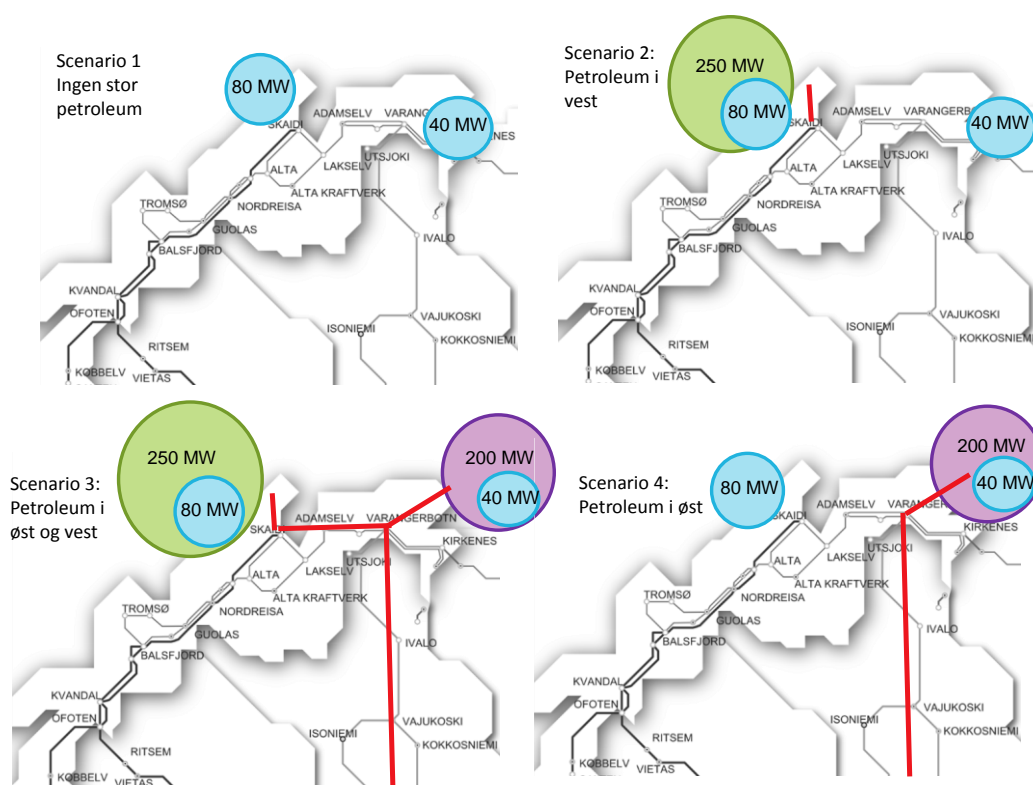 Scenario 1
Ingen stor
petroleum
80 MW
40 MW
SKAIDI
ADAMSELV
VARANG
NES
LAKSELV
UTSJOKI
ALTA
ALTA KRAFTVERK
TROMSØ
NORDREISA
GUOLAS
BALSFJORD
IVALO
KVANDAL
OFOTEN
VAJUKOSKI
ISONIEMI
KOKKOSNIEMI
RITSEM
KOBBELV
VIETAS
Scenario 2:
Petroleum i
vest
250 MW
80 MW
40 MW
SKAIDI
ADAMSELV
VARANGERB
NES
LAKSELV
UTSJOKI
ALTA
ALTA KRAFTVERK
TROMSØ
NORDREISA
GUOLAS
BALSFJORD
IVALO
KVANDAL
OFOTEN
VAJUKOSKI
ISONIEMI
KOKKOSNIEMI
RITSEM
KOBBELV
VIETAS
Scenario 3:
Petroleum i
øst og vest
250 MW
80 MW
200 MW
40 MW
SKAIDI
ADAMSELV
VARANGERBOTN
KIRKENES
LAKSELV
UTSJOKI
ALTA
ALTA KRAFTVERK
TROMSØ
NORDREISA
GUOLAS
BALSFJORD
IVALO
KVANDAL
OFOTEN
VAJUKOSKI
ISONIEMI
KOKKOSNIEMI
RITSEM
KOBBELV
VIETAS
Scenario 4:
Petroleum i øst
80 MW
200 MW
40 MW
SKAIDI
ADAMSELV
VARANGER
KIRKENES
LAKSELV
UTSJOKI
ALTA
ALTA KRAFTVERK
TROMSØ
NORDREISA
GUOLAS
BALSFJORD
IVALO
KVANDAL
OFOTEN
VAJUKOSKI
ISONIEMI
KOKKOSNIEMI
RITSEM
KOBBELV
VIETAS